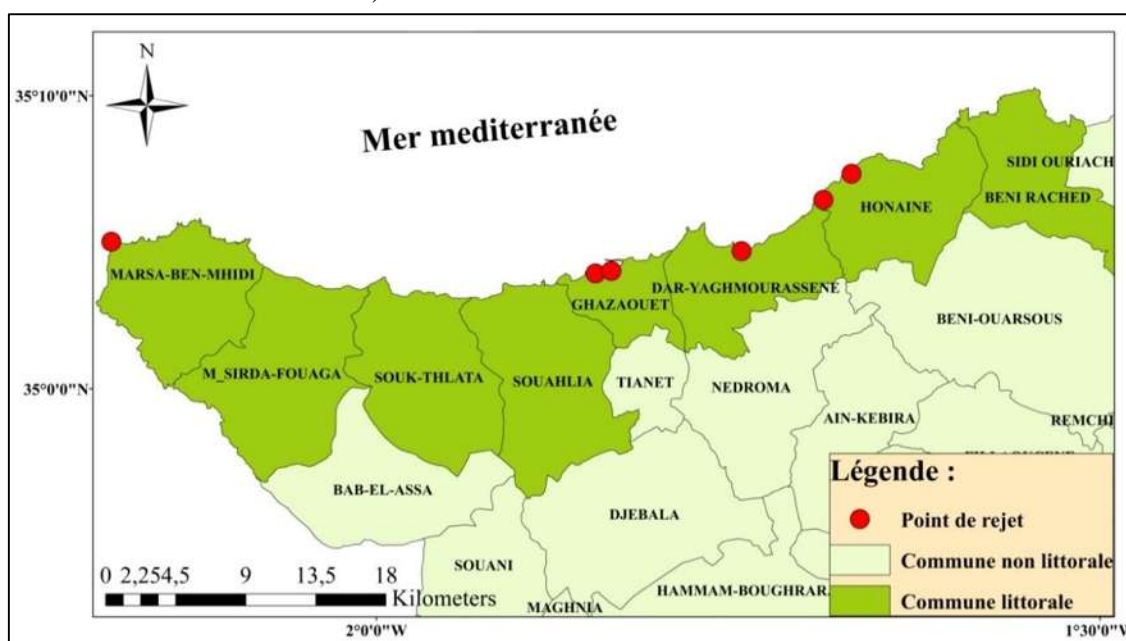 N
35°10'0"N
Mer mediterranée
SIDI OURIACH
BENI RACHED
HONAINE
MARSA-BEN-MHIDI
GHAZAOUET
DAR-YAGHMOURASSENE
BENI-OUARSOUS
35°0'0"N
M_SIRDA-FOUAGA
SOUK-THLATA
SOUAHLIA
TIANET
NEDROMA
AIN-KEBIRA
REMCHI
BAB-EL-ASSA
DJEBALA
SOUANI
HAMMAM-BOUGHRAR
MAGHNIA
Légende :
Point de rejet
Commune non littorale
Commune littorale
0 2,254,5 9 13,5 18
Kilometers
2°0'0"W
1°30'0"W